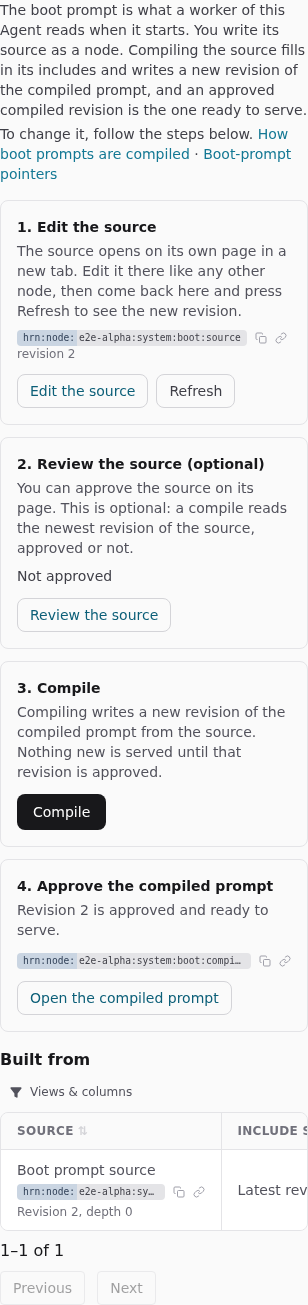 The boot prompt is what a worker of this
Agent reads when it starts. You write its
source as a node. Compiling the source fills
in its includes and writes a new revision of
the compiled prompt, and an approved
compiled revision is the one ready to serve.
To change it, follow the steps below. How
boot prompts are compiled · Boot-prompt
pointers
1. Edit the source
The source opens on its own page in a
new tab. Edit it there like any other
node, then come back here and press
Refresh to see the new revision.
hrn:node: e2e-alpha:system:boot:source
revision 2
Edit the source Refresh
2. Review the source (optional)
You can approve the source on its
page. This is optional: a compile reads
the newest revision of the source,
approved or not.
Not approved
Review the source
3. Compile
Compiling writes a new revision of the
compiled prompt from the source.
Nothing new is served until that
revision is approved.
Compile
4. Approve the compiled prompt
Revision 2 is approved and ready to
serve.
hrn:node: e2e-alpha:system:boot:compi…
Open the compiled prompt
Built from
Views & columns
SOURCE ⇅ INCLUDE S
Boot prompt source
hrn:node: e2e-alpha:sy… Latest rev
Revision 2, depth 0
1–1 of 1
Previous Next